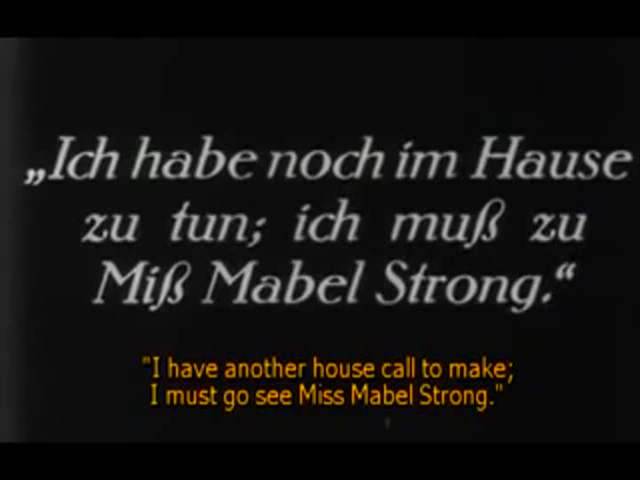 „Ich habe noch im Hause
zu tun; ich muß zu
Miß Mabel Strong.“
"I have another house call to make;
I must go see Miss Mabel Strong."